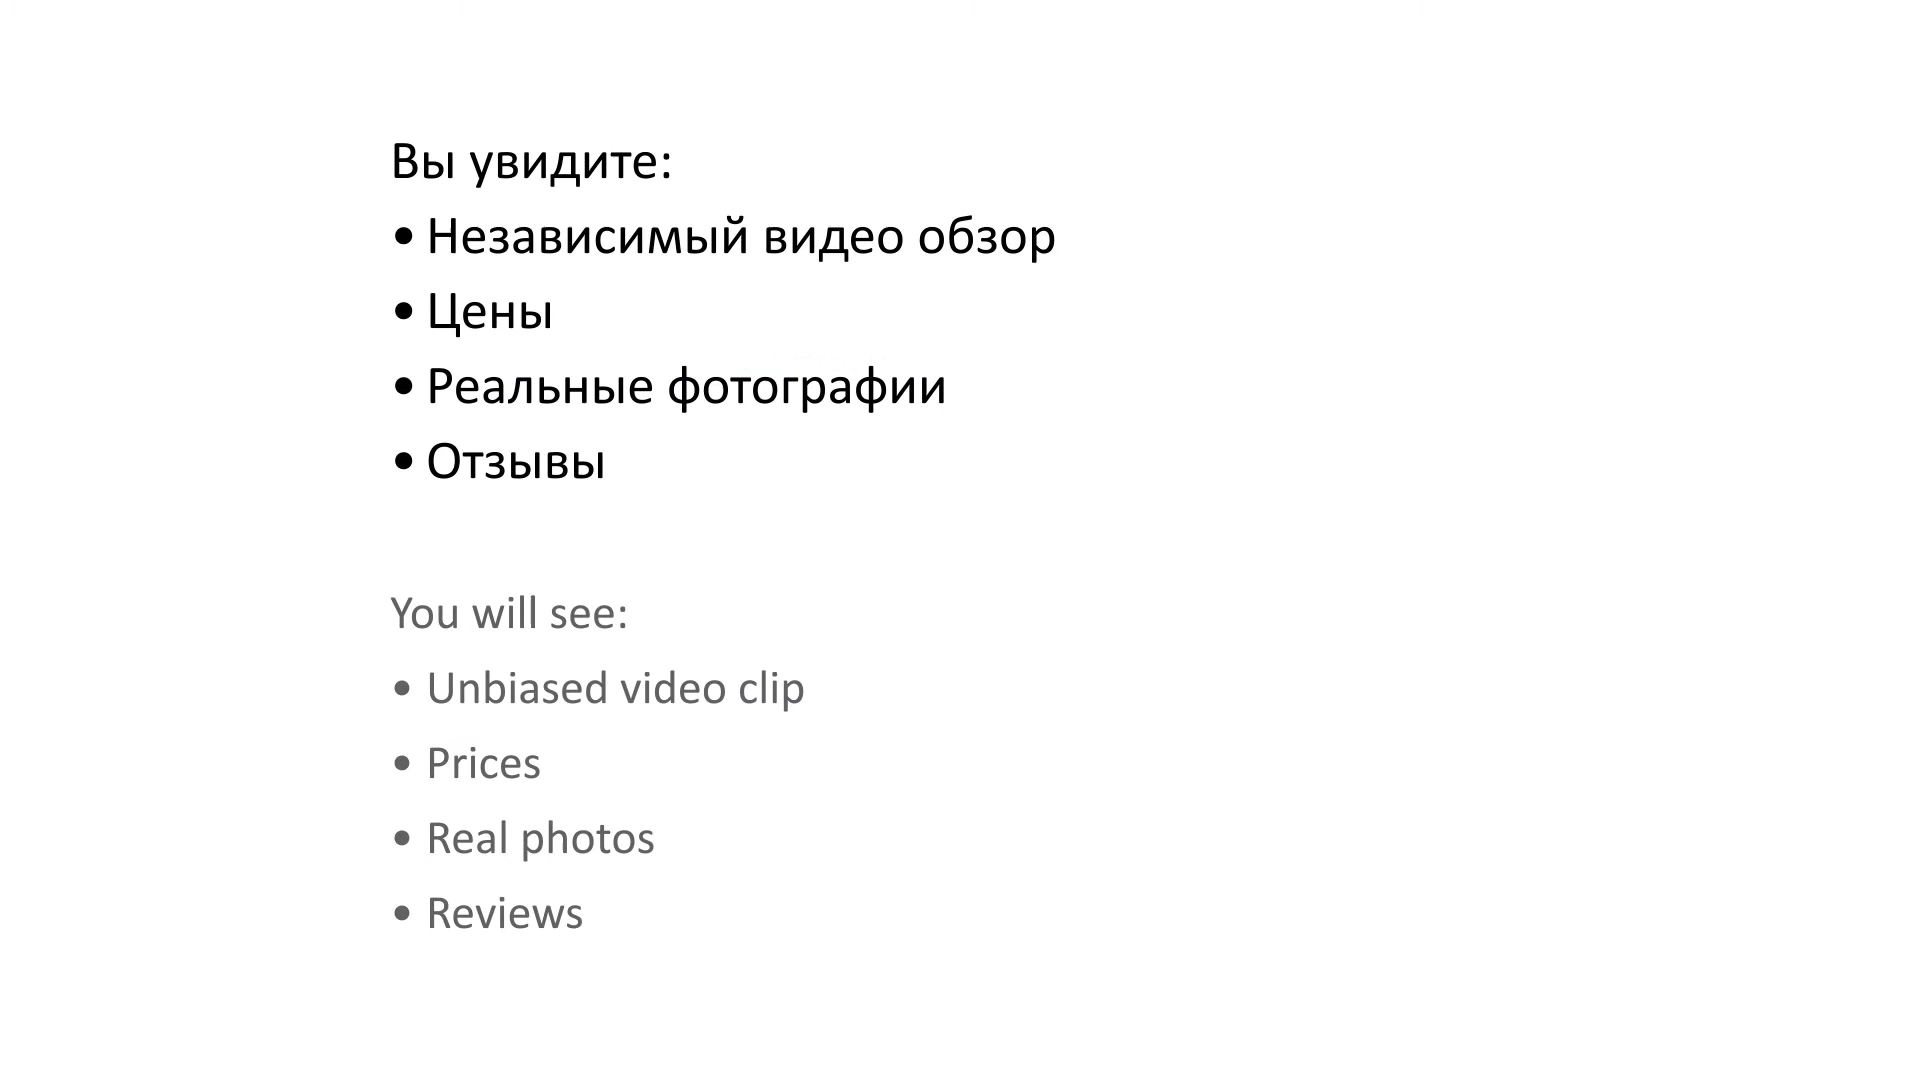 Вы увидите:
• Независимый видео обзор
• Цены
• Реальные фотографии
• Отзывы
You will see:
• Unbiased video clip
• Prices
• Real photos
• Reviews